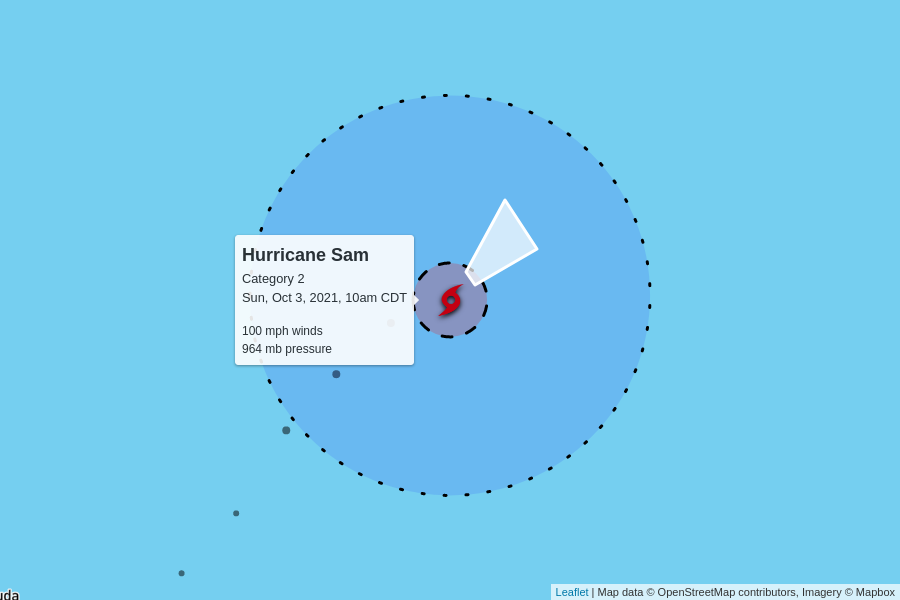 Hurricane Sam
Category 2
Sun, Oct 3, 2021, 10am CDT
100 mph winds
964 mb pressure
uda
Leaflet | Map data © OpenStreetMap contributors, Imagery © Mapbox